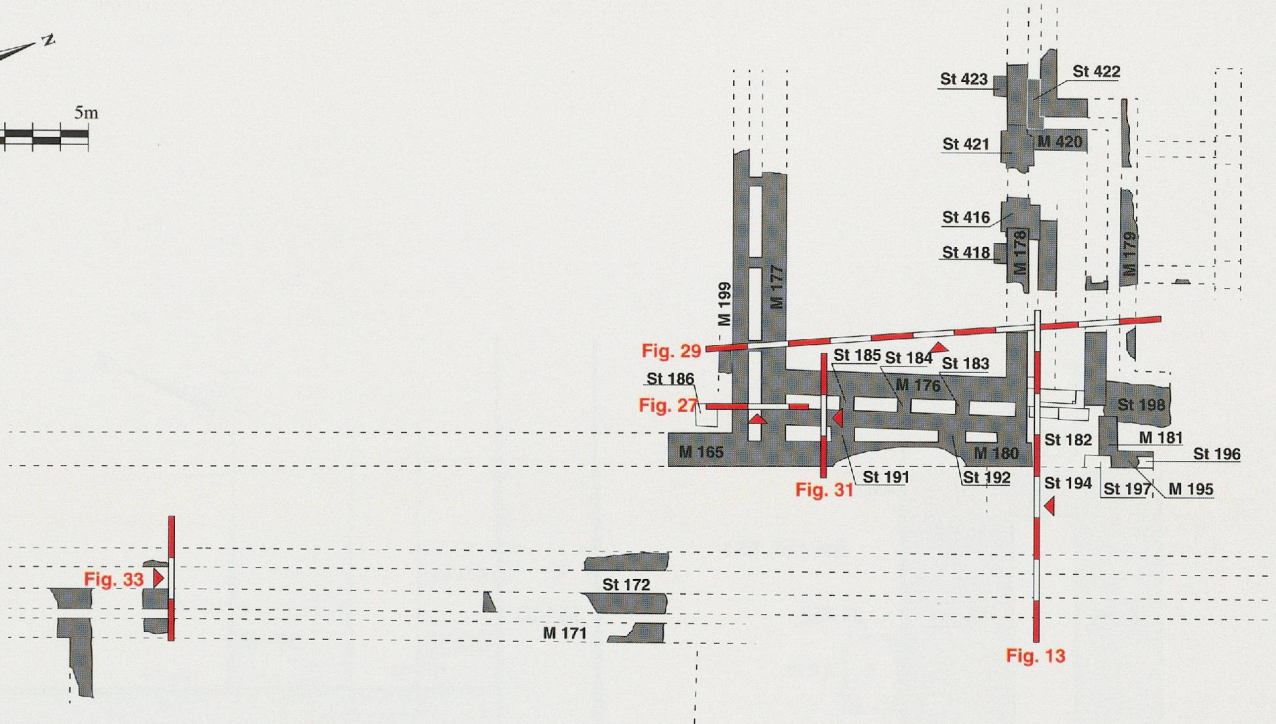 N
5m
St 423
St 422
St 421
M 420
St 416
M 178
St 418
M 179
M 199
M 177
Fig. 29
St 185
St 184
St 183
St 186
M 176
Fig. 27
St 198
M 165
M 180
St 182
M 181
St 196
Fig. 31
St 191
St 192
St 194
St 197
M 195
Fig. 33
St 172
M 171
Fig. 13